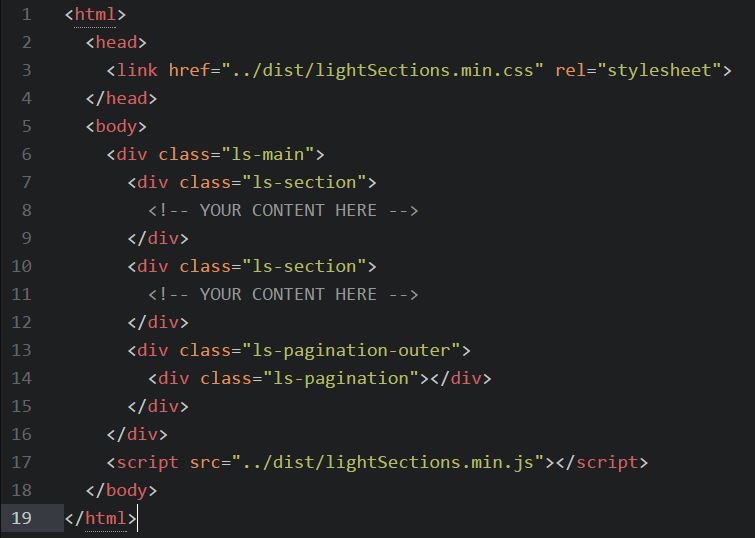 1 <html>
2   <head>
3     <link href="../dist/lightSections.min.css" rel="stylesheet">
4   </head>
5   <body>
6     <div class="ls-main">
7       <div class="ls-section">
8         <!-- YOUR CONTENT HERE -->
9       </div>
10       <div class="ls-section">
11         <!-- YOUR CONTENT HERE -->
12       </div>
13       <div class="ls-pagination-outer">
14         <div class="ls-pagination"></div>
15       </div>
16     </div>
17     <script src="../dist/lightSections.min.js"></script>
18   </body>
19 </html>